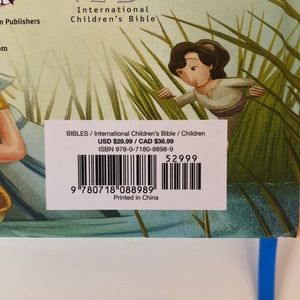 m Publishers
International
Children's Bible
om
BIBLES / International Children's Bible / Children
USD $29.99 / CAD $36.99
ISBN 978-0-7180-8898-9
52999
9 780718 088989
Printed in China